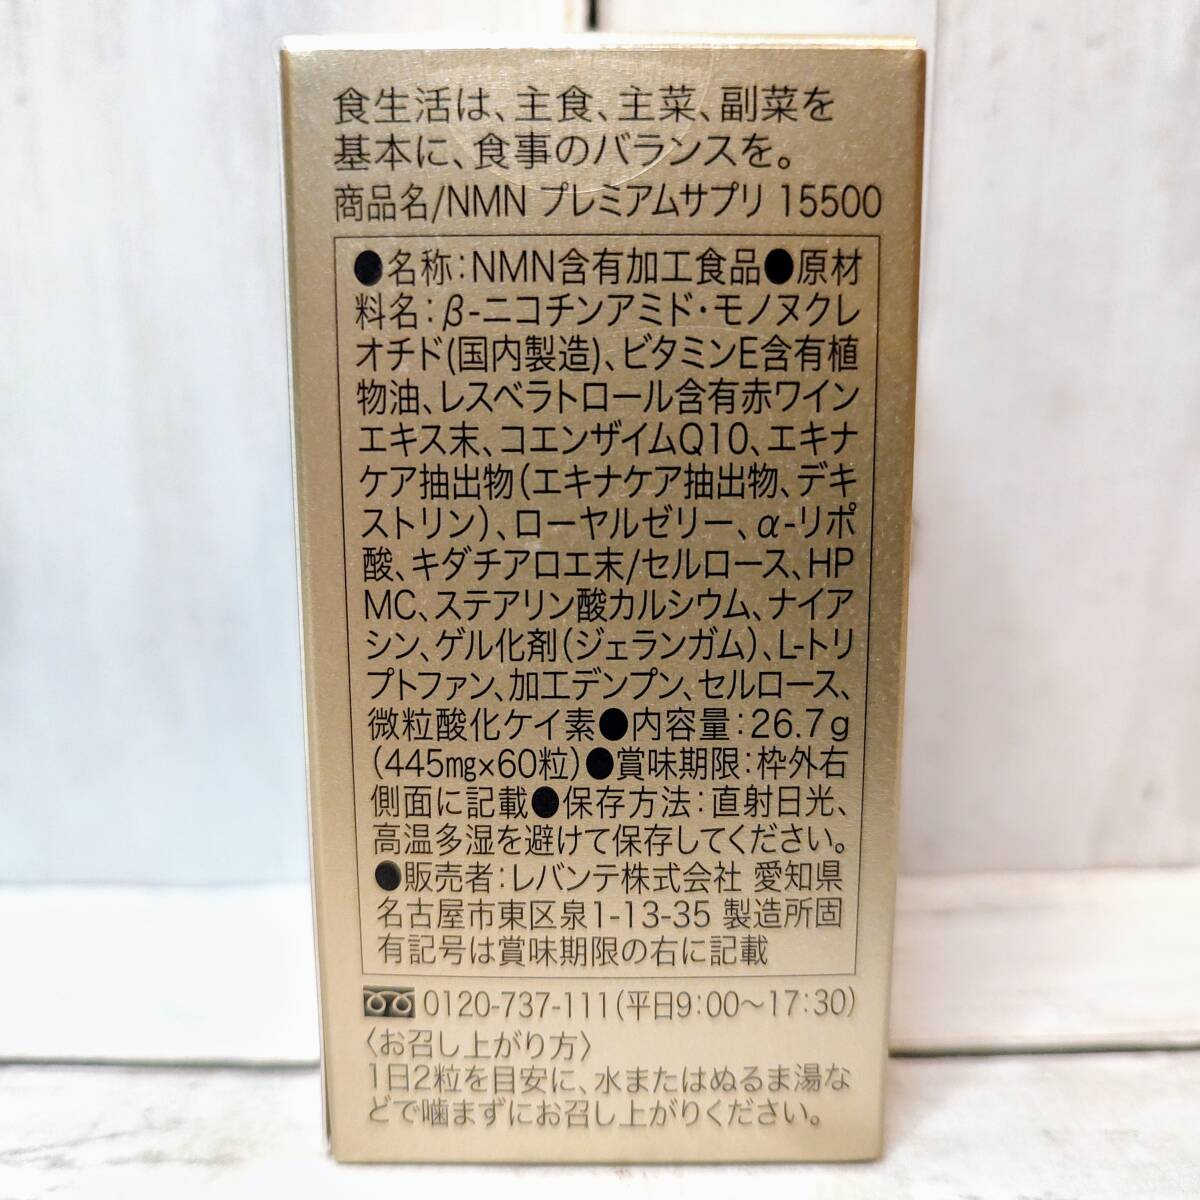 食生活は、主食、主菜、副菜を
基本に、食事のバランスを。
商品名/NMN プレミアムサプリ 15500
●名称：NMN含有加工食品●原材
料名：β-ニコチンアミド・モノヌクレ
オチド(国内製造)、ビタミンE含有植
物油、レスベラトロール含有赤ワイン
エキス末、コエンザイムQ10、エキナ
ケア抽出物（エキナケア抽出物、デキ
ストリン）、ローヤルゼリー、α-リポ
酸、キダチアロエ末/セルロース、HP
MC、ステアリン酸カルシウム、ナイア
シン、ゲル化剤（ジェランガム）、L-トリ
プトファン、加工デンプン、セルロース、
微粒酸化ケイ素●内容量：26.7g
（445㎎×60粒）●賞味期限：枠外右
側面に記載●保存方法：直射日光、
高温多湿を避けて保存してください。
●販売者：レバンテ株式会社 愛知県
名古屋市東区泉1-13-35 製造所固
有記号は賞味期限の右に記載
0120-737-111（平日9:00〜17:30）
〈お召し上がり方〉
1日2粒を目安に、水またはぬるま湯な
どで噛まずにお召し上がりください。